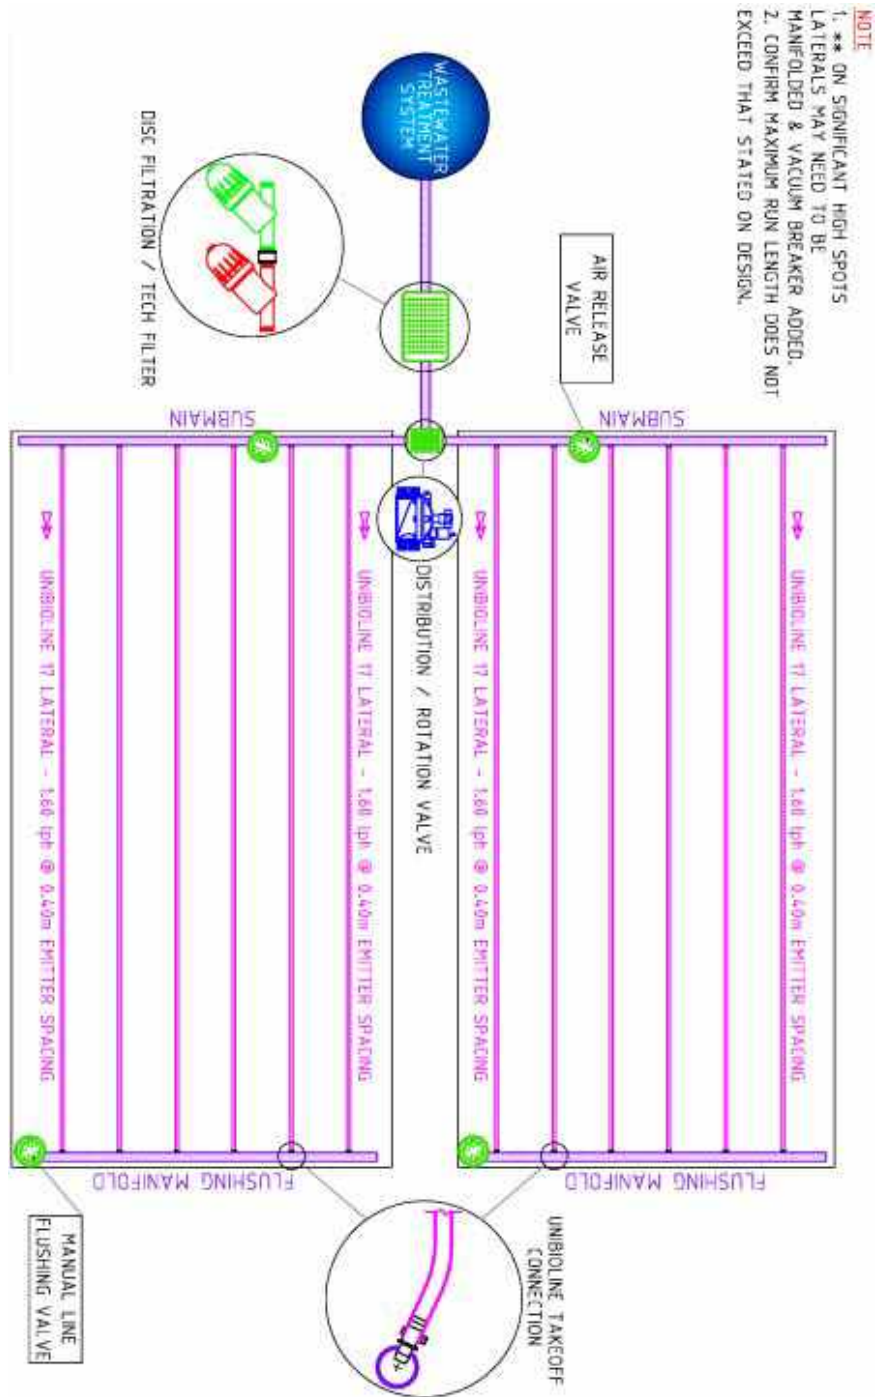 NOTE
1. ** ON SIGNIFICANT HIGH SPOTS
LATERALS MAY NEED TO BE
MANIFOLDED & VACUUM BREAKER ADDED.
2. CONFIRM MAXIMUM RUN LENGTH DOES NOT
EXCEED THAT STATED ON DESIGN.
WASTEWATER
TREATMENT
SYSTEM
DISC FILTRATION / TECH FILTER
AIR RELEASE
VALVE
SUBMAIN
SUBMAIN
UNIBIOLINE 17 LATERAL - 1.60 lph @ 0.40m EMITTER SPACING
UNIBIOLINE 17 LATERAL - 1.60 lph @ 0.40m EMITTER SPACING
DISTRIBUTION / ROTATION VALVE
UNIBIOLINE 17 LATERAL - 1.60 lph @ 0.40m EMITTER SPACING
UNIBIOLINE 17 LATERAL - 1.60 lph @ 0.40m EMITTER SPACING
FLUSHING MANIFOLD
FLUSHING MANIFOLD
UNIBIOLINE TAKEOFF
CONNECTION
MANUAL LINE
FLUSHING VALVE